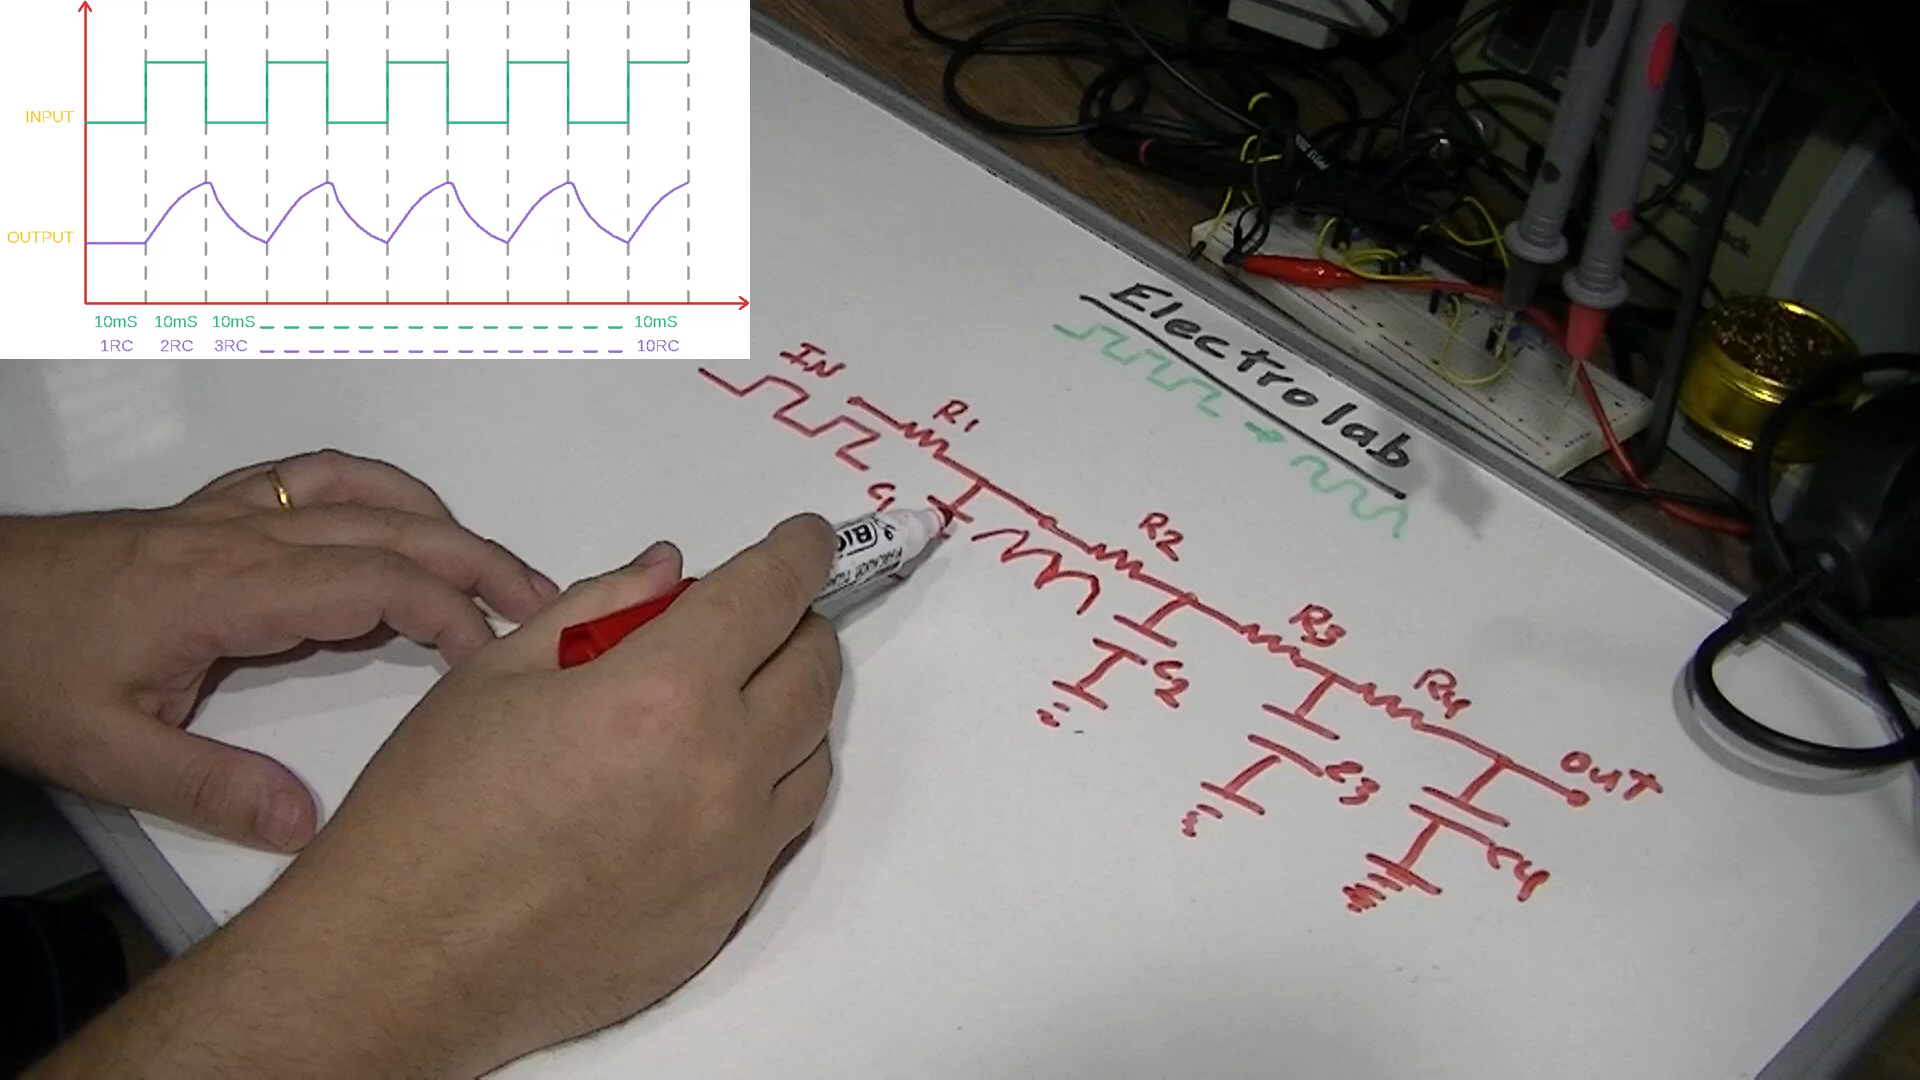 INPUT
OUTPUT
10mS 10mS 10mS 10mS
1RC 2RC 3RC 10RC
Electrolab
IN
R1
C1
R2
C2
R3
C3
R4
C4
OUT
BIC